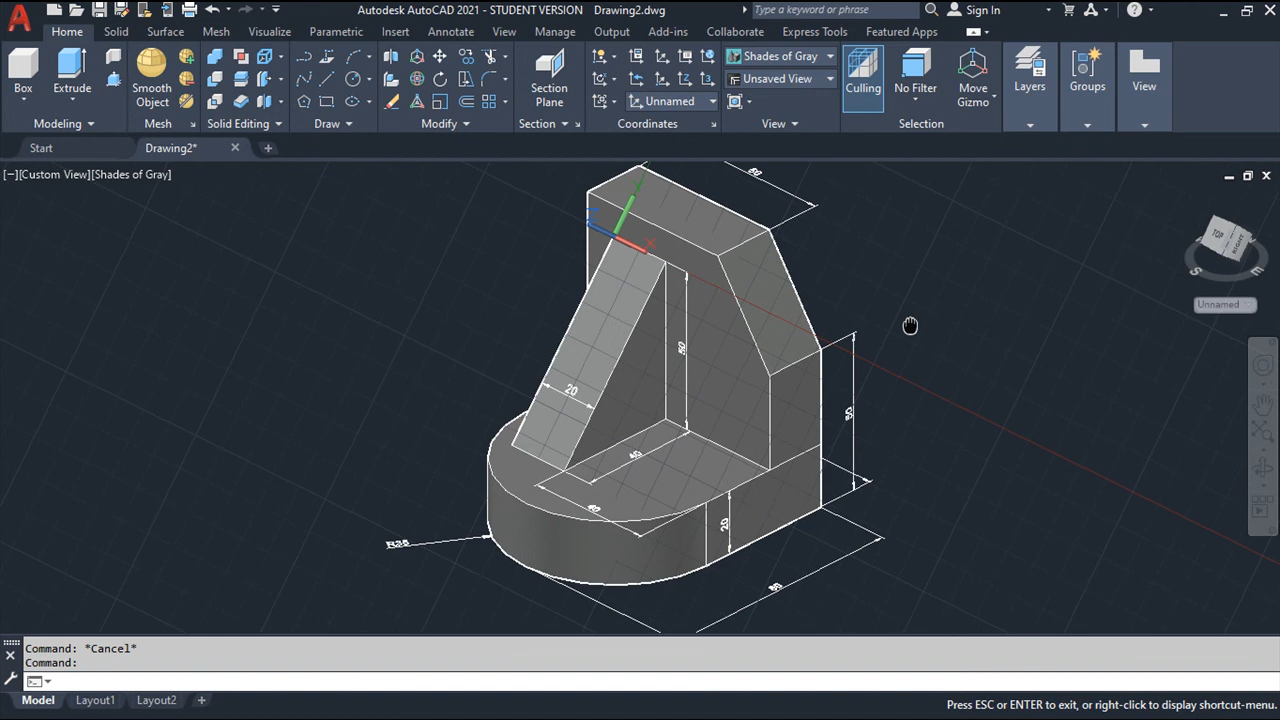 Autodesk AutoCAD 2021 - STUDENT VERSION Drawing2.dwg
Type a keyword or phrase
Sign In
Home Solid Surface Mesh Visualize Parametric Insert Annotate View Manage Output Add-ins Collaborate Express Tools Featured Apps
Box
Extrude
Smooth
Object
Section
Plane
Unnamed
Shades of Gray
Unsaved View
Culling
No Filter
Move
Gizmo
Layers
Groups
View
Modeling Mesh Solid Editing Draw Modify Section Coordinates View Selection
Start Drawing2*
[−][Custom View][Shades of Gray]
TOP
RIGHT
S
E
Unnamed
X
50
20
40
20
R35
Command: *Cancel*
Command:
Model Layout1 Layout2
Press ESC or ENTER to exit, or right-click to display shortcut-menu.